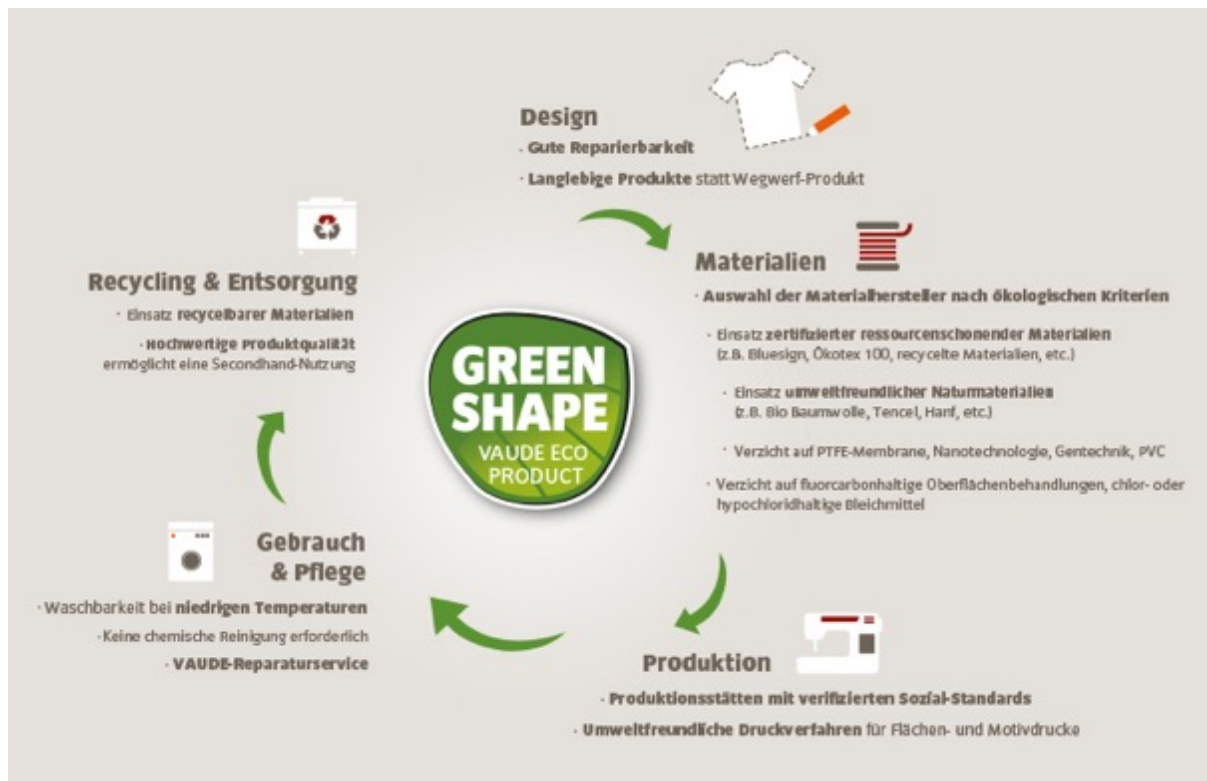 Design
· Gute Reparierbarkeit
· Langlebige Produkte statt Wegwerf-Produkt
Materialien
· Auswahl der Materialhersteller nach ökologischen Kriterien
· Einsatz zertifizierter ressourcenschonender Materialien
(z.B. Bluesign, Ökotex 100, recycelte Materialien, etc.)
· Einsatz umweltfreundlicher Naturmaterialien
(z.B. Bio Baumwolle, Tencel, Hanf, etc.)
· Verzicht auf PTFE-Membrane, Nanotechnologie, Gentechnik, PVC
· Verzicht auf fluorcarbonhaltige Oberflächenbehandlungen, chlor- oder
hypochloridhaltige Bleichmittel
Produktion
· Produktionsstätten mit verifizierten Sozial-Standards
· Umweltfreundliche Druckverfahren für Flächen- und Motivdrucke
Gebrauch
& Pflege
· Waschbarkeit bei niedrigen Temperaturen
· Keine chemische Reinigung erforderlich
· VAUDE-Reparaturservice
Recycling & Entsorgung
· Einsatz recycelbarer Materialien
· Hochwertige Produktqualität
ermöglicht eine Secondhand-Nutzung
GREEN
SHAPE
VAUDE ECO
PRODUCT